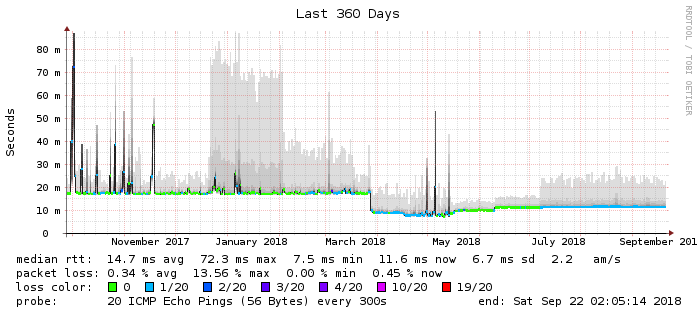 Last 360 Days
RRDTOOL / TOBI OETIKER
Seconds
80 m
70 m
60 m
50 m
40 m
30 m
20 m
10 m
0
November 2017 January 2018 March 2018 May 2018 July 2018 September 201
median rtt: 14.7 ms avg 72.3 ms max 7.5 ms min 11.6 ms now 6.7 ms sd 2.2 am/s
packet loss: 0.34 % avg 13.56 % max 0.00 % min 0.45 % now
loss color: 0 1/20 2/20 3/20 4/20 10/20 19/20
probe: 20 ICMP Echo Pings (56 Bytes) every 300s end: Sat Sep 22 02:05:14 2018